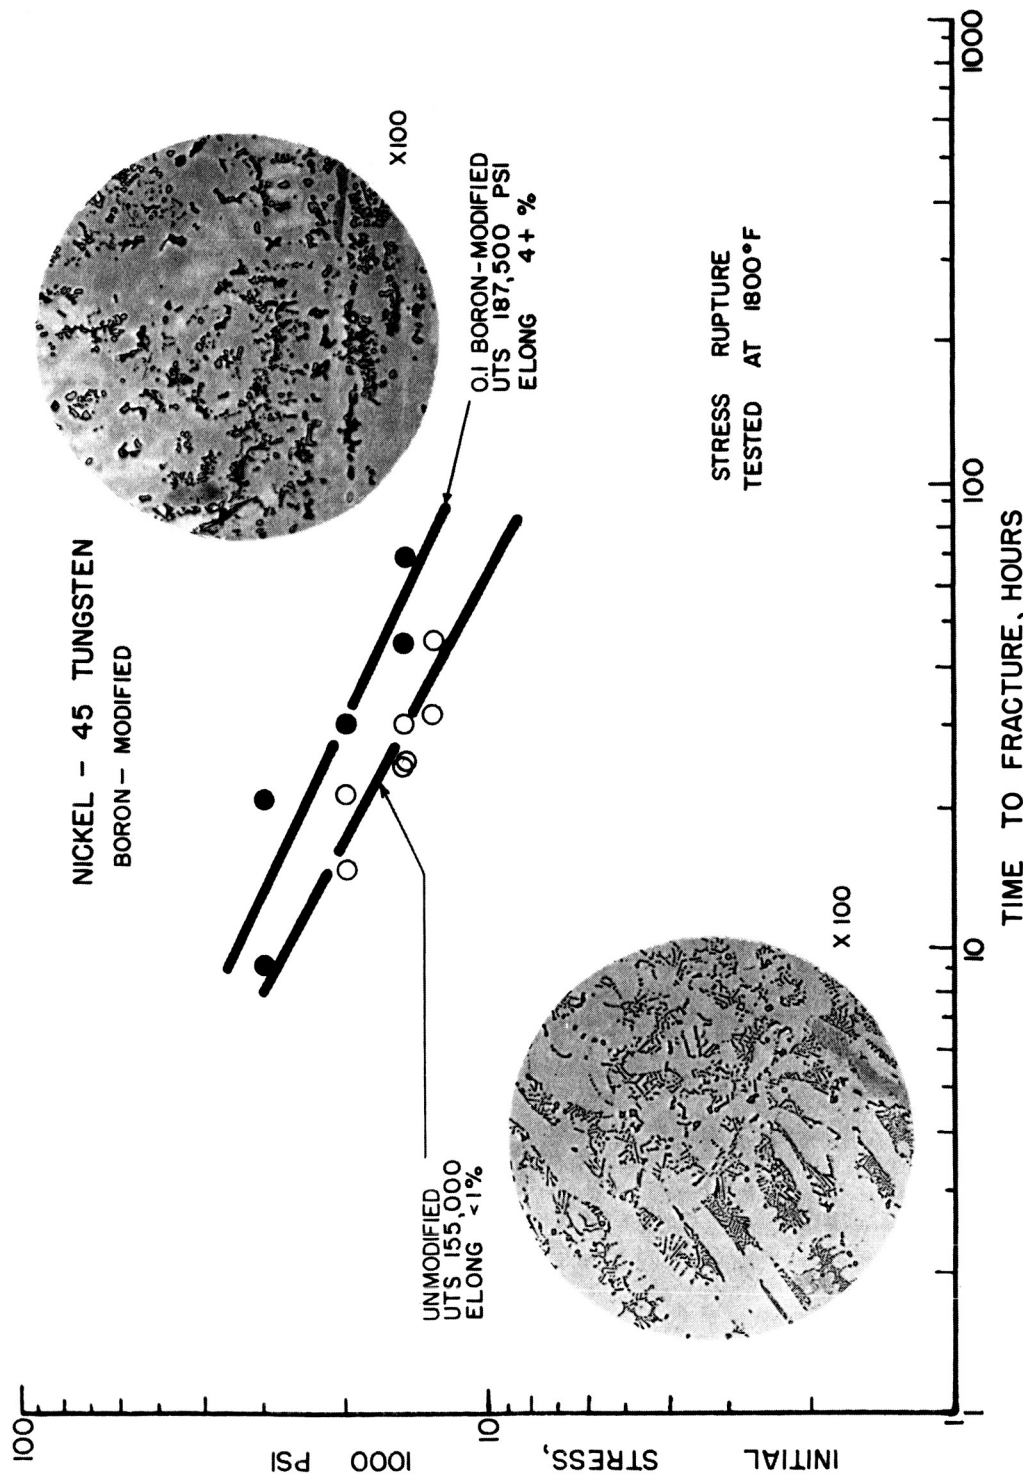 NICKEL - 45 TUNGSTEN
BORON - MODIFIED
X100
0.1 BORON-MODIFIED
UTS 187,500 PSI
ELONG 4+ %
UNMODIFIED
UTS 155,000
ELONG <1%
STRESS RUPTURE
TESTED AT 1800°F
X 100
INITIAL STRESS, 1000 PSI
100
10
1
10
100
1000
TIME TO FRACTURE, HOURS